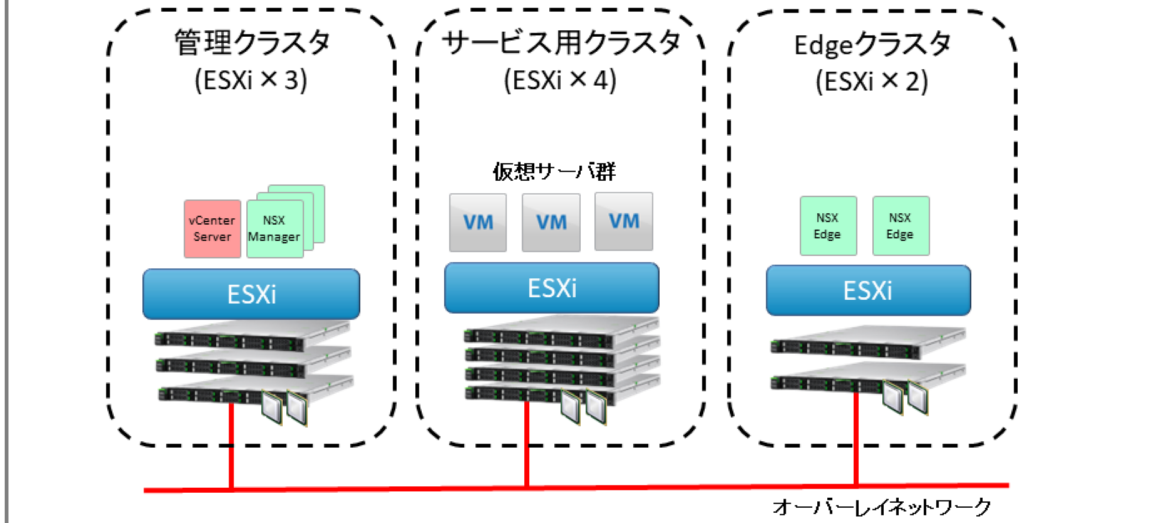 管理クラスタ
(ESXi × 3)
サービス用クラスタ
(ESXi × 4)
Edgeクラスタ
(ESXi × 2)
仮想サーバ群
vCenter
Server
NSX
Manager
VM
VM
VM
NSX
Edge
NSX
Edge
ESXi
ESXi
ESXi
オーバーレイネットワーク